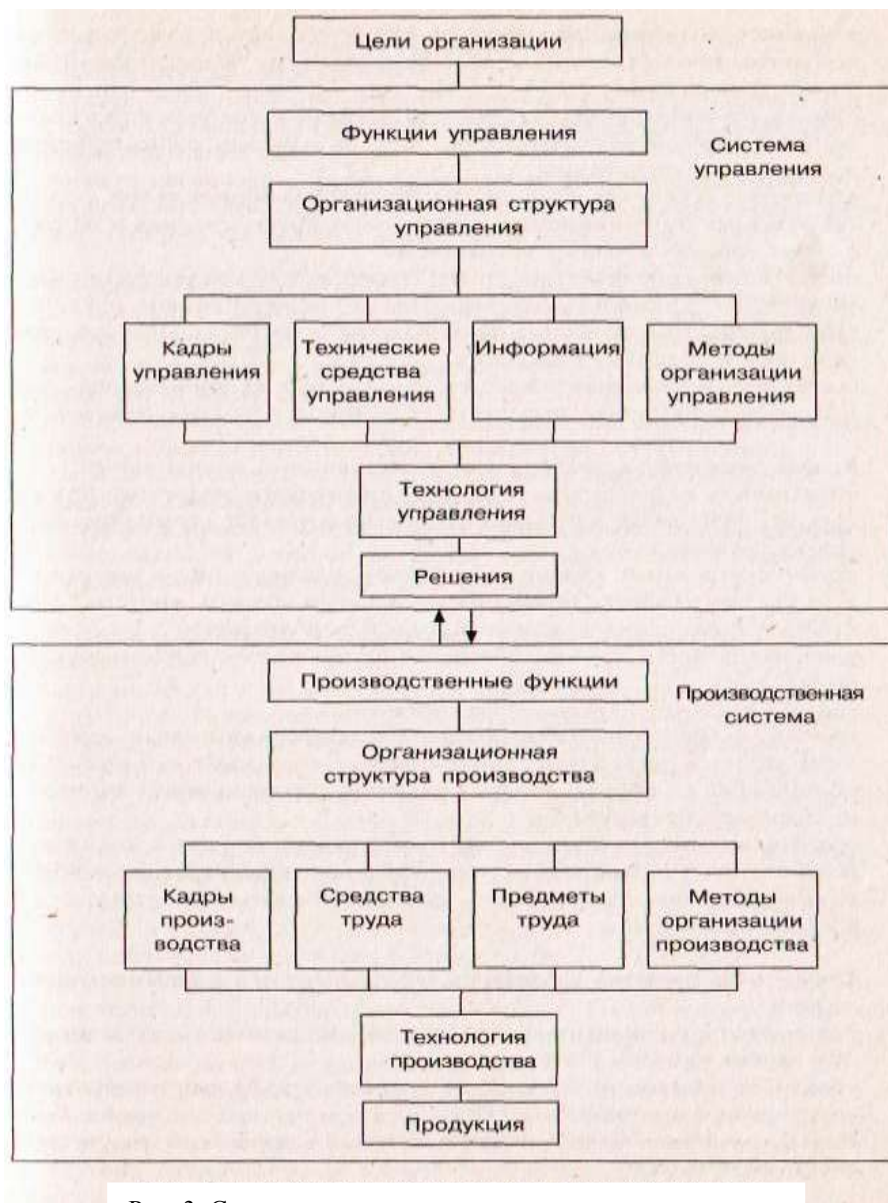 Цели организации
Функции управления
Система
управления
Организационная структура
управления
Кадры
управления
Технические
средства
управления
Информация
Методы
организации
управления
Технология
управления
Решения
Производственные функции
Производственная
система
Организационная
структура производства
Кадры
произ-
водства
Средства
труда
Предметы
труда
Методы
организации
производства
Технология
производства
Продукция